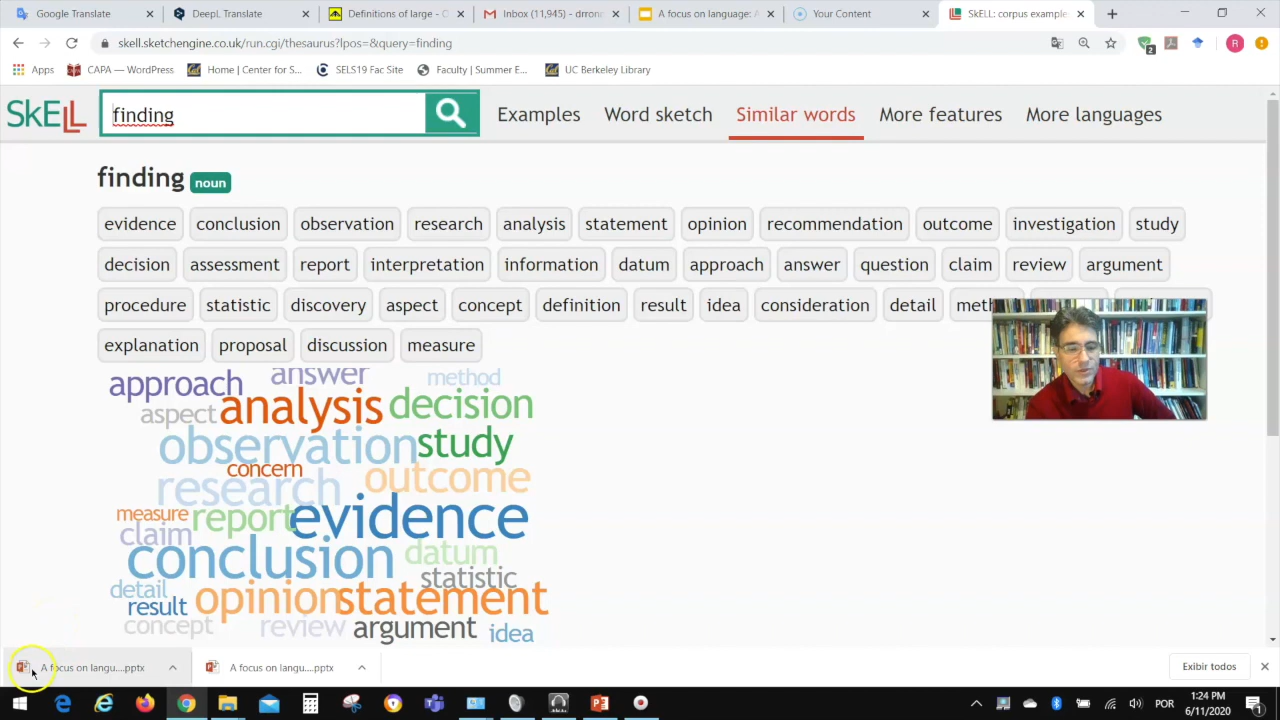 Google Translate
DeepL Translate
Definitions of large - O
Inbox (11,945) - drrond
A focus on language: A
Your Content
SkELL: corpus example
skell.sketchengine.co.uk/run.cgi/thesaurus?lpos=&query=finding
2
R
Apps
CAPA — WordPress
Home | Center for S...
SELS19 Fac Site
Faculty | Summer E...
UC Berkeley Library
SkELL
finding
Examples
Word sketch
Similar words
More features
More languages
finding noun
evidence conclusion observation research analysis statement opinion recommendation outcome investigation study
decision assessment report interpretation information datum approach answer question claim review argument
procedure statistic discovery aspect concept definition result idea consideration detail
explanation proposal discussion measure
approach answer method
aspect analysis decision
observation study
concern
research outcome
measure report evidence
claim
conclusion datum
statistic
detail
result opinion statement
concept review argument idea
A focus on langu....pptx
A focus on langu....pptx
Exibir todos
POR
1:24 PM
6/11/2020
1